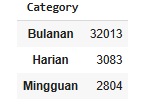 Category
Bulanan 32013
Harian 3083
Mingguan 2804